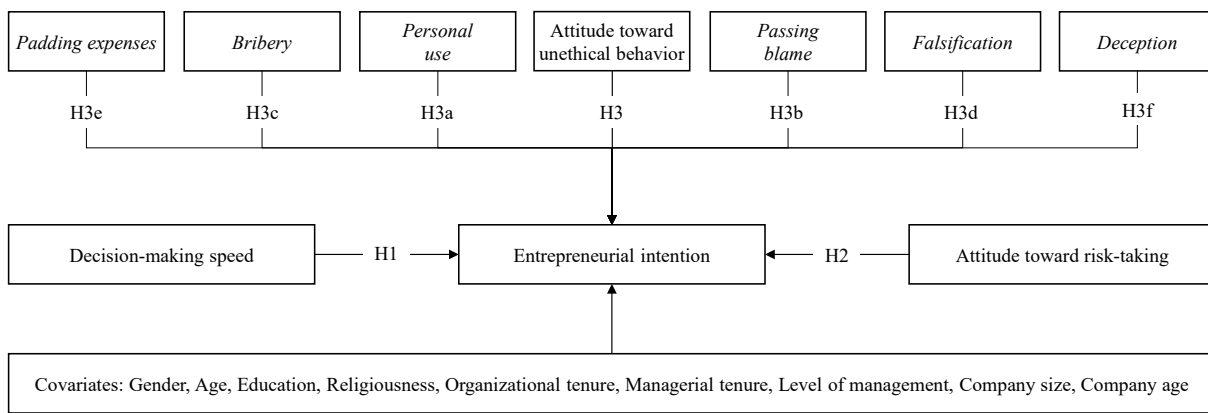 Padding expenses
Bribery
Personal
use
Attitude toward
unethical behavior
Passing
blame
Falsification
Deception
H3e
H3c
H3a
H3
H3b
H3d
H3f
Decision-making speed
H1
Entrepreneurial intention
H2
Attitude toward risk-taking
Covariates: Gender, Age, Education, Religiousness, Organizational tenure, Managerial tenure, Level of management, Company size, Company age